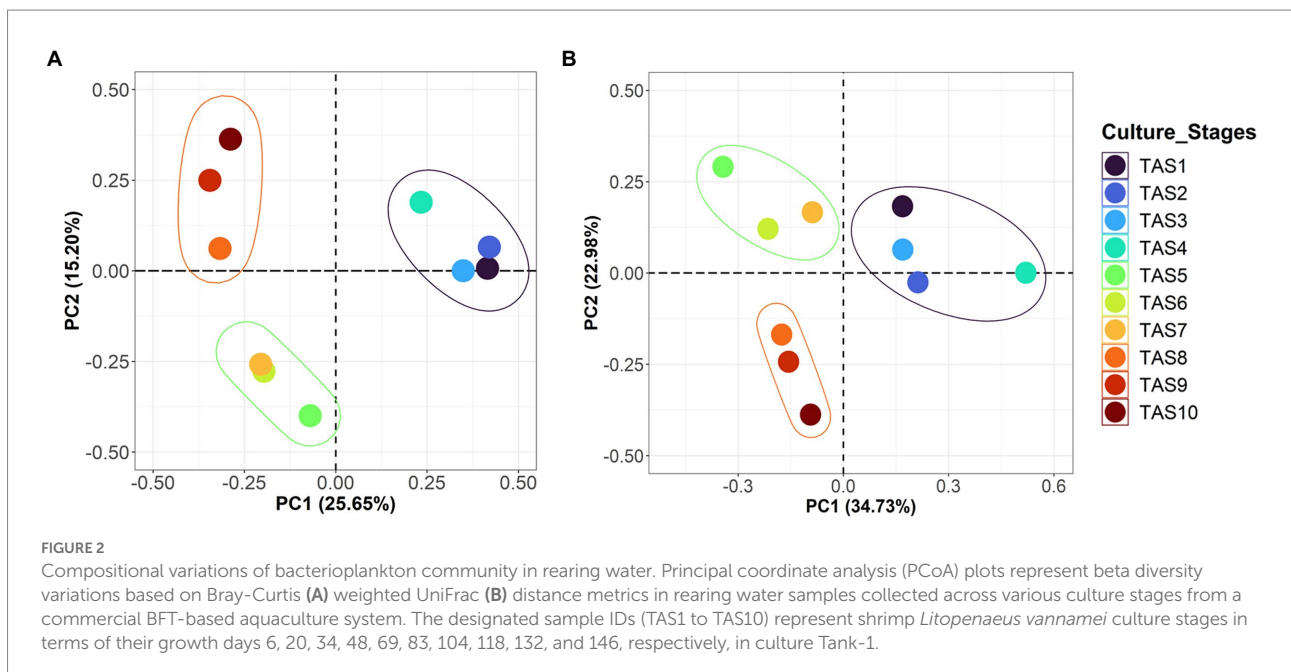 A
B
0.50
0.25
0.00
-0.25
-0.50
PC2 (15.20%)
-0.50
-0.25
0.00
0.25
0.50
PC1 (25.65%)
0.50
0.25
0.00
-0.25
-0.50
PC2 (22.98%)
-0.3
0.0
0.3
0.6
PC1 (34.73%)
Culture_Stages
TAS1
TAS2
TAS3
TAS4
TAS5
TAS6
TAS7
TAS8
TAS9
TAS10
FIGURE 2
Compositional variations of bacterioplankton community in rearing water. Principal coordinate analysis (PCoA) plots represent beta diversity
variations based on Bray-Curtis (A) weighted UniFrac (B) distance metrics in rearing water samples collected across various culture stages from a
commercial BFT-based aquaculture system. The designated sample IDs (TAS1 to TAS10) represent shrimp Litopenaeus vannamei culture stages in
terms of their growth days 6, 20, 34, 48, 69, 83, 104, 118, 132, and 146, respectively, in culture Tank-1.